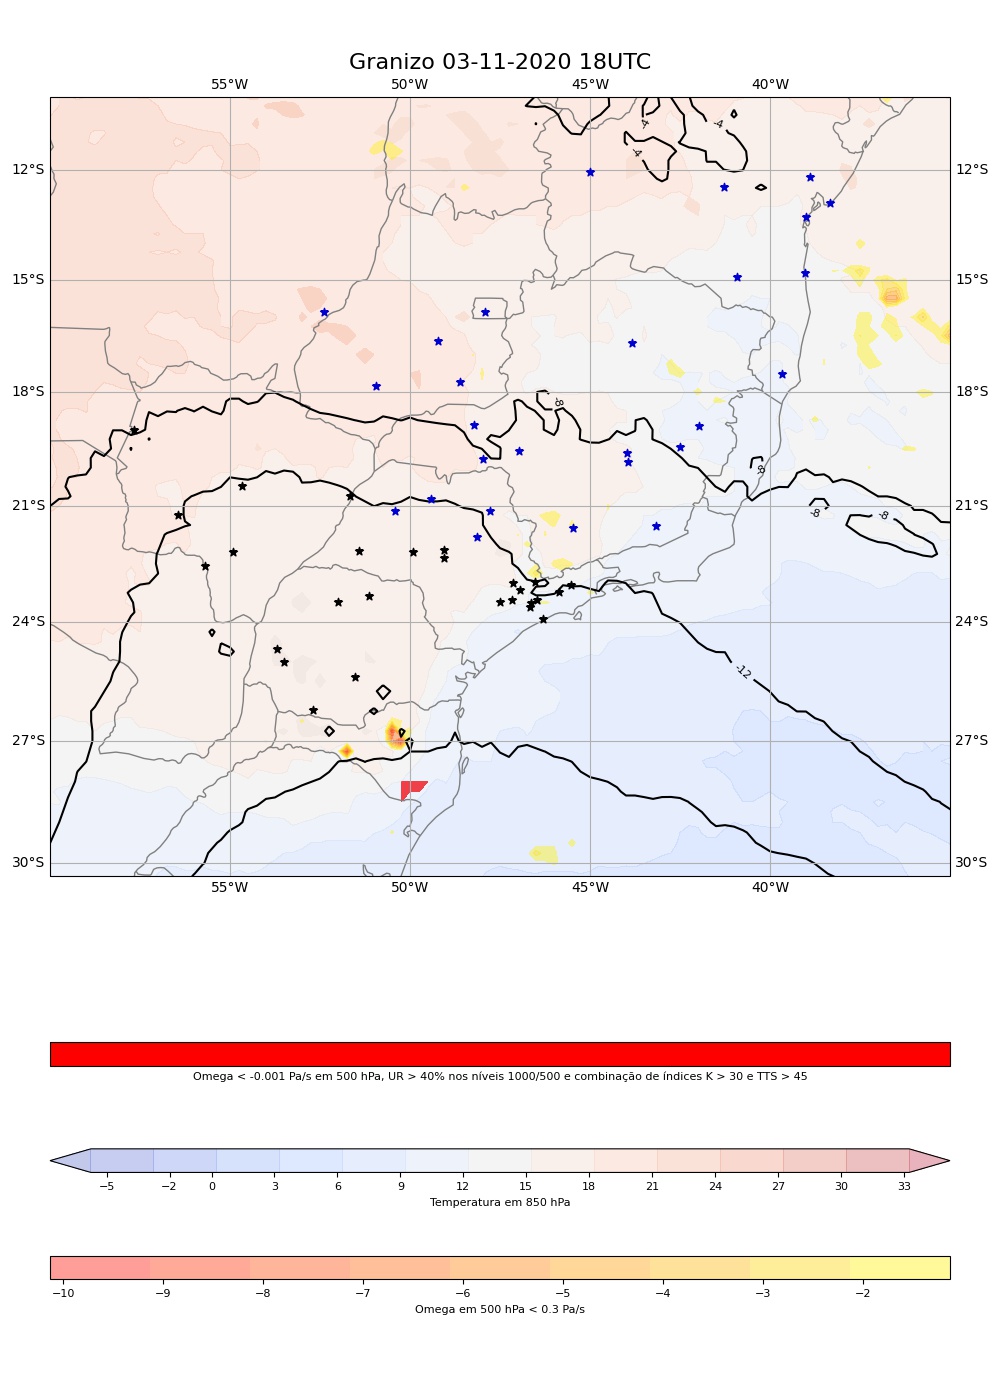 Granizo 03-11-2020 18UTC
55°W 50°W 45°W 40°W
-4 -4
-4
12°S 12°S
15°S 15°S
18°S 18°S
-8
-8
21°S 21°S
-8 -8
24°S 24°S
-12
27°S 27°S
30°S 30°S
55°W 50°W 45°W 40°W
Omega < -0.001 Pa/s em 500 hPa, UR > 40% nos níveis 1000/500 e combinação de índices K > 30 e TTS > 45
−5 −2 0 3 6 9 12 15 18 21 24 27 30 33
Temperatura em 850 hPa
−10 −9 −8 −7 −6 −5 −4 −3 −2
Omega em 500 hPa < 0.3 Pa/s